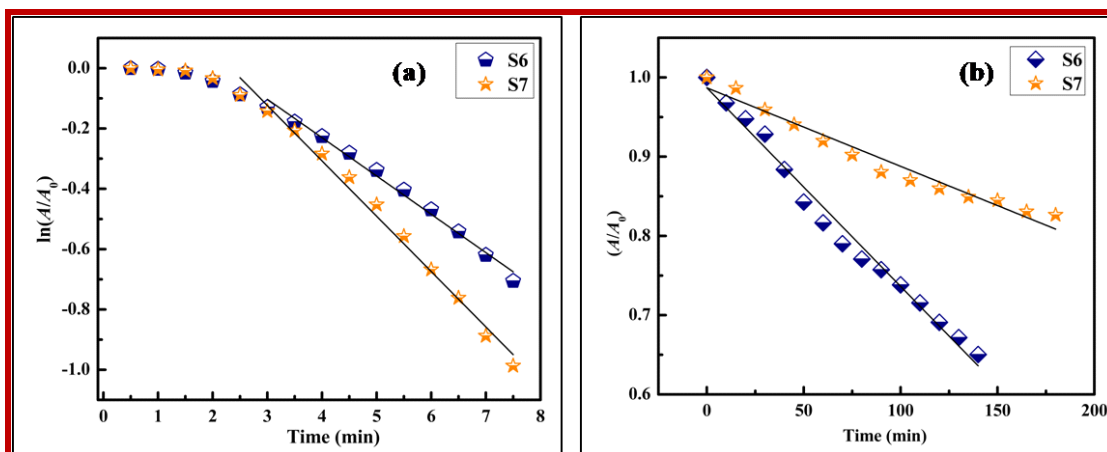 (a)
S6
S7
0.0
-0.2
-0.4
-0.6
-0.8
-1.0
ln(A/A0)
0 1 2 3 4 5 6 7 8
Time (min)
(b)
S6
S7
1.0
0.9
0.8
0.7
0.6
(A/A0)
0 50 100 150 200
Time (min)